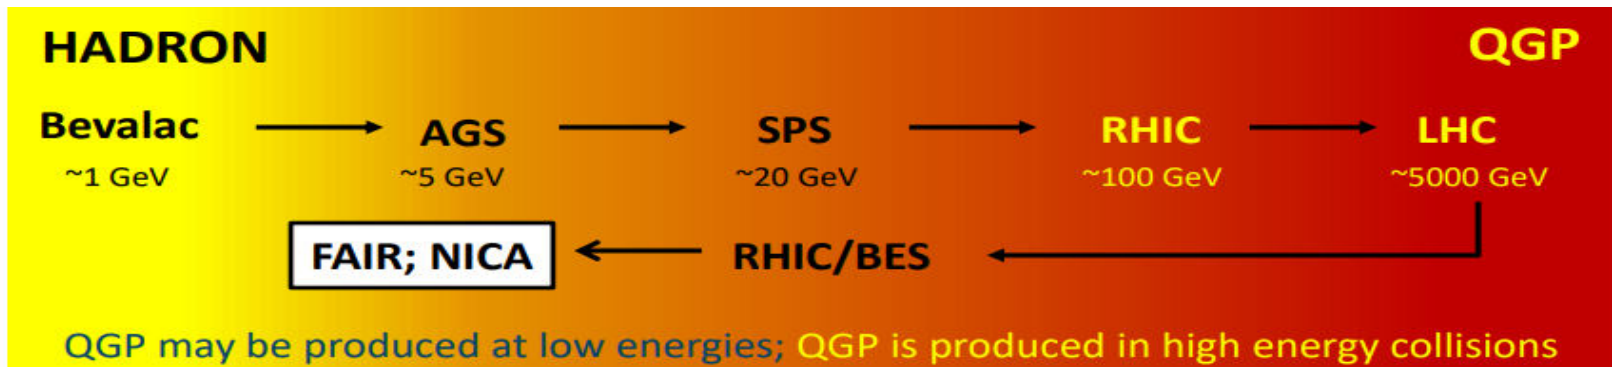 HADRON QGP
Bevalac AGS SPS RHIC LHC
~1 GeV ~5 GeV ~20 GeV ~100 GeV ~5000 GeV
FAIR; NICA RHIC/BES
QGP may be produced at low energies; QGP is produced in high energy collisions